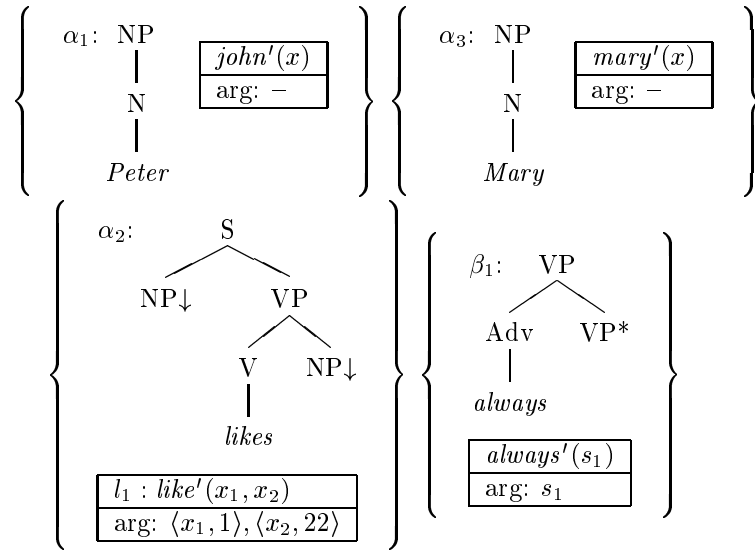 α₁: NP
N
Peter
john′(x)
arg: –
α₃: NP
N
Mary
mary′(x)
arg: –
α₂: S
NP↓ VP
V NP↓
likes
l₁ : like′(x₁, x₂)
arg: ⟨x₁, 1⟩,⟨x₂, 22⟩
β₁: VP
Adv VP*
always
always′(s₁)
arg: s₁